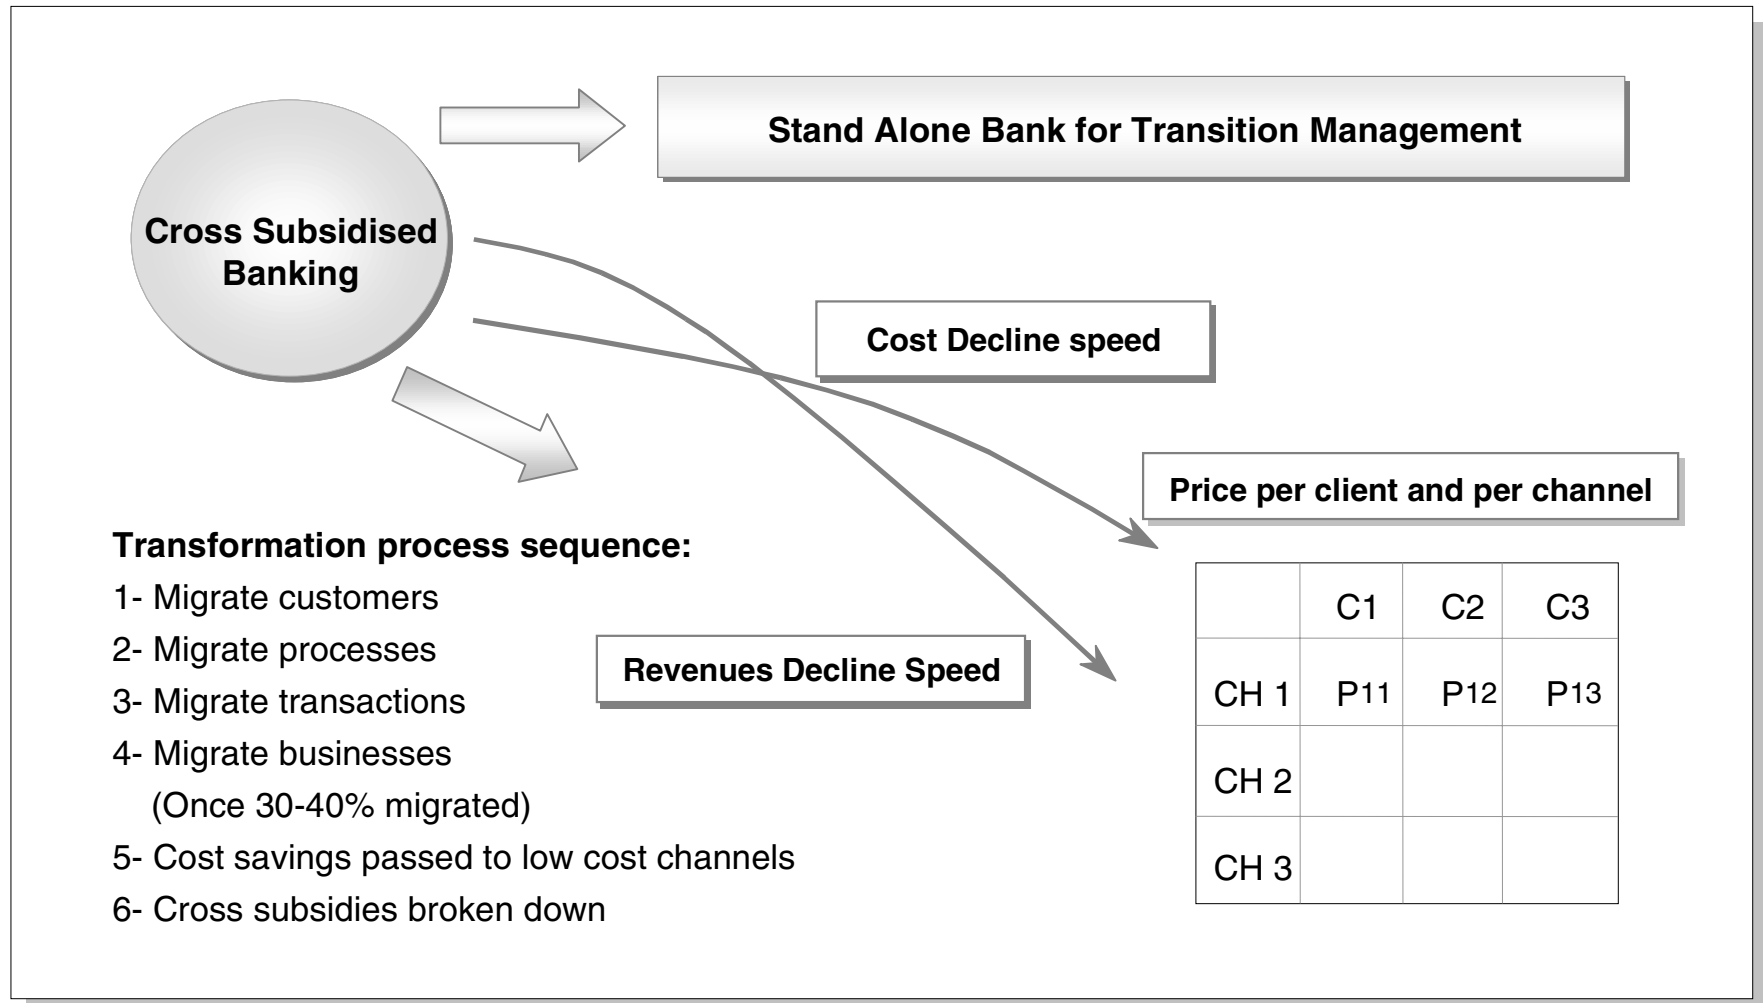 Stand Alone Bank for Transition Management
Cross Subsidised
Banking
Cost Decline speed
Price per client and per channel
Transformation process sequence:
1- Migrate customers
2- Migrate processes
3- Migrate transactions
4- Migrate businesses
(Once 30-40% migrated)
5- Cost savings passed to low cost channels
6- Cross subsidies broken down
Revenues Decline Speed
C1 C2 C3
CH 1 P11 P12 P13
CH 2
CH 3